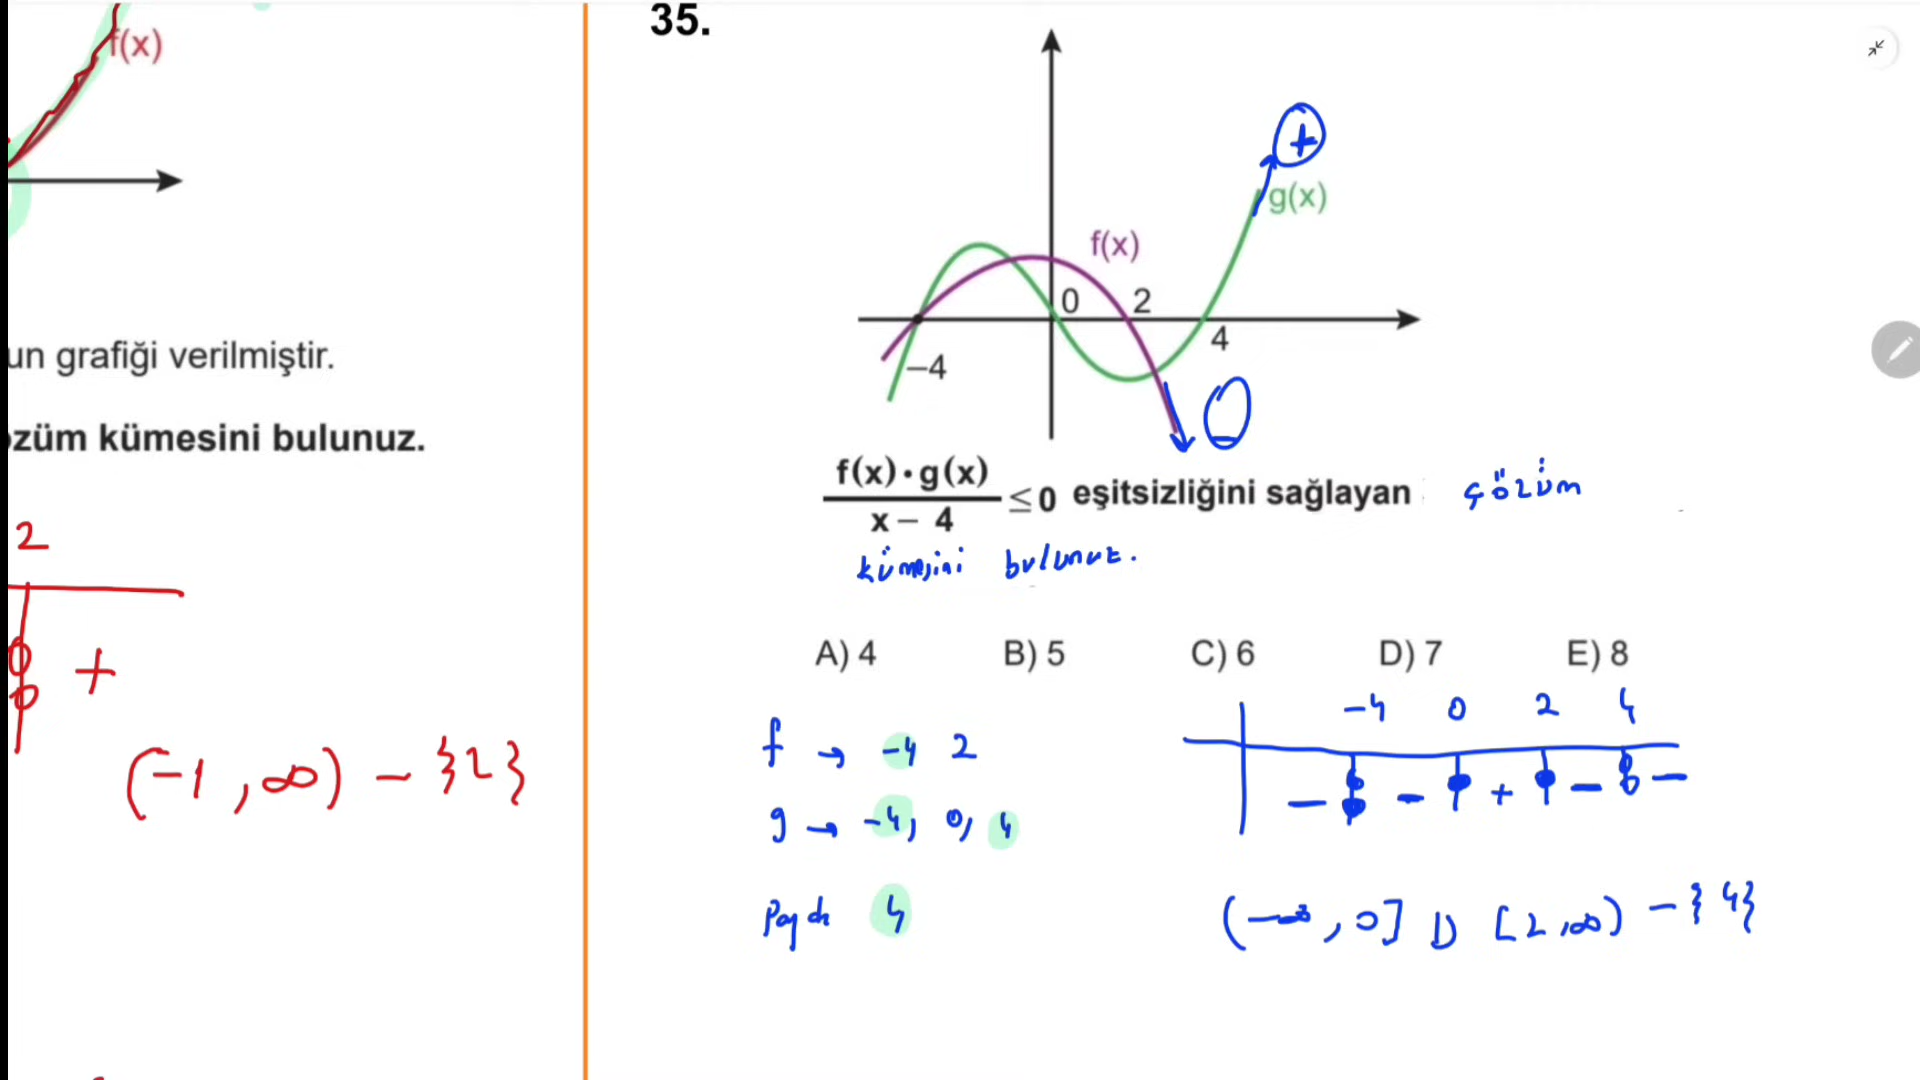 f(x)
un grafiği verilmiştir.
özüm kümesini bulunuz.
2
+
(-1, ∞) - {2}
35.
+
g(x)
f(x)
0 2
4
-4
−
f(x)·g(x)
x - 4
≤0 eşitsizliğini sağlayan çözüm
kümesini bulunuz.
A) 4 B) 5 C) 6 D) 7 E) 8
f → -4 2
g → -4, 0, 4
Payda 4
-4 0 2 4
− − + − −
(-∞, 0] U [2, ∞) - {4}